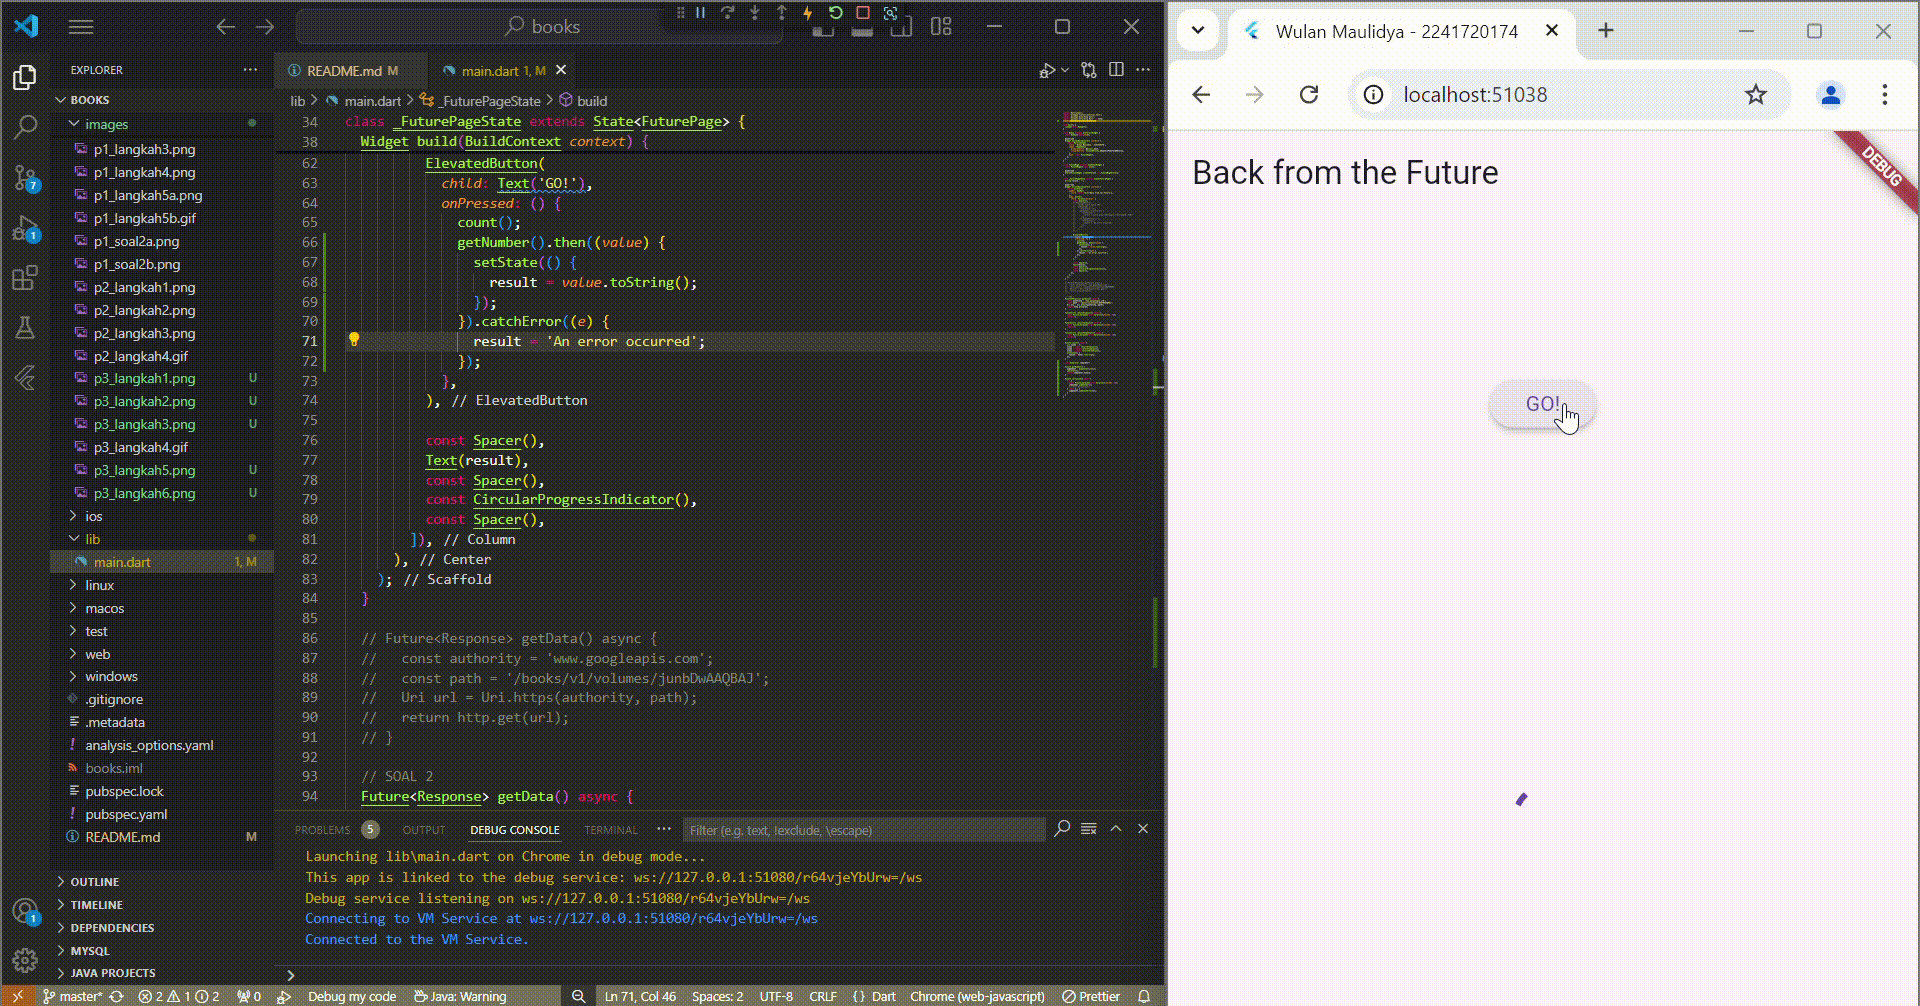 books
EXPLORER
BOOKS
images
p1_langkah3.png
p1_langkah4.png
p1_langkah5a.png
p1_langkah5b.gif
p1_soal2a.png
p1_soal2b.png
p2_langkah1.png
p2_langkah2.png
p2_langkah3.png
p2_langkah4.gif
p3_langkah1.png U
p3_langkah2.png U
p3_langkah3.png U
p3_langkah4.gif
p3_langkah5.png U
p3_langkah6.png U
ios
lib
main.dart 1, M
linux
macos
test
web
windows
.gitignore
.metadata
analysis_options.yaml
books.iml
pubspec.lock
pubspec.yaml
README.md M
OUTLINE
TIMELINE
DEPENDENCIES
MYSQL
JAVA PROJECTS
7
1
1
README.md M
main.dart 1, M
lib > main.dart > _FuturePageState > build
34 class _FuturePageState extends State<FuturePage> {
38 Widget build(BuildContext context) {
62 ElevatedButton(
63 child: Text('GO!'),
64 onPressed: () {
65 count();
66 getNumber().then((value) {
67 setState(() {
68 result = value.toString();
69 });
70 }).catchError((e) {
71 result = 'An error occurred';
72 });
73 },
74 ), // ElevatedButton
75
76 const Spacer(),
77 Text(result),
78 const Spacer(),
79 const CircularProgressIndicator(),
80 const Spacer(),
81 ]), // Column
82 ), // Center
83 ); // Scaffold
84 }
85
86 // Future<Response> getData() async {
87 //   const authority = 'www.googleapis.com';
88 //   const path = '/books/v1/volumes/junbDwAAQBAJ';
89 //   Uri url = Uri.https(authority, path);
90 //   return http.get(url);
91 // }
92
93 // SOAL 2
94 Future<Response> getData() async {
PROBLEMS 5 OUTPUT DEBUG CONSOLE TERMINAL
Filter (e.g. text, !exclude, \escape)
Launching lib\main.dart on Chrome in debug mode...
This app is linked to the debug service: ws://127.0.0.1:51080/r64vjeYbUrw=/ws
Debug service listening on ws://127.0.0.1:51080/r64vjeYbUrw=/ws
Connecting to VM Service at ws://127.0.0.1:51080/r64vjeYbUrw=/ws
Connected to the VM Service.
master* 2 1 2 0 Debug my code Java: Warning Ln 71, Col 46 Spaces: 2 UTF-8 CRLF {} Dart Chrome (web-javascript) Prettier
Wulan Maulidya - 2241720174
localhost:51038
Back from the Future
DEBUG
GO!